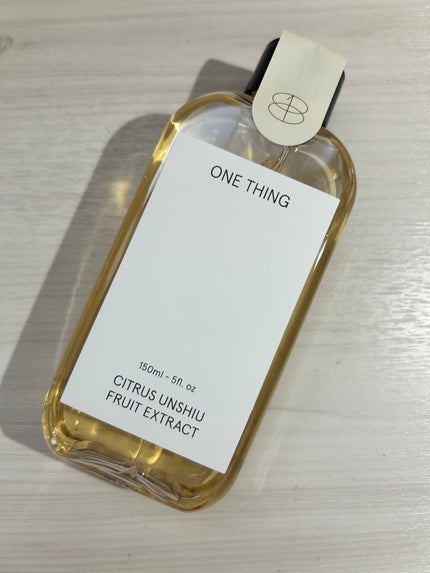 ONE THING
150ml - 5fl. oz
CITRUS UNSHIU
FRUIT EXTRACT